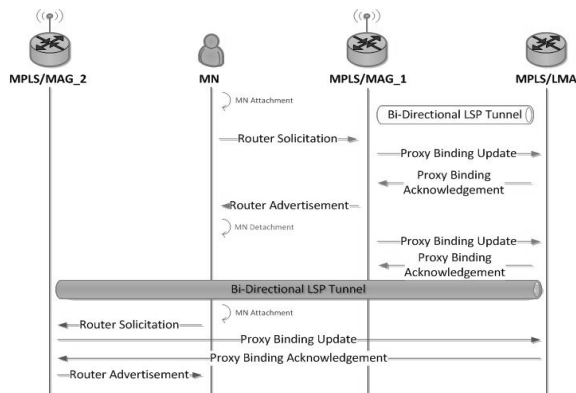 MPLS/MAG_2
MN
MPLS/MAG_1
MPLS/LMA
MN Attachment
Bi-Directional LSP Tunnel
Router Solicitation
Proxy Binding Update
Proxy Binding
Acknowledgement
Router Advertisement
MN Detachment
Proxy Binding Update
Proxy Binding
Acknowledgement
Bi-Directional LSP Tunnel
MN Attachment
Router Solicitation
Proxy Binding Update
Proxy Binding Acknowledgement
Router Advertisement